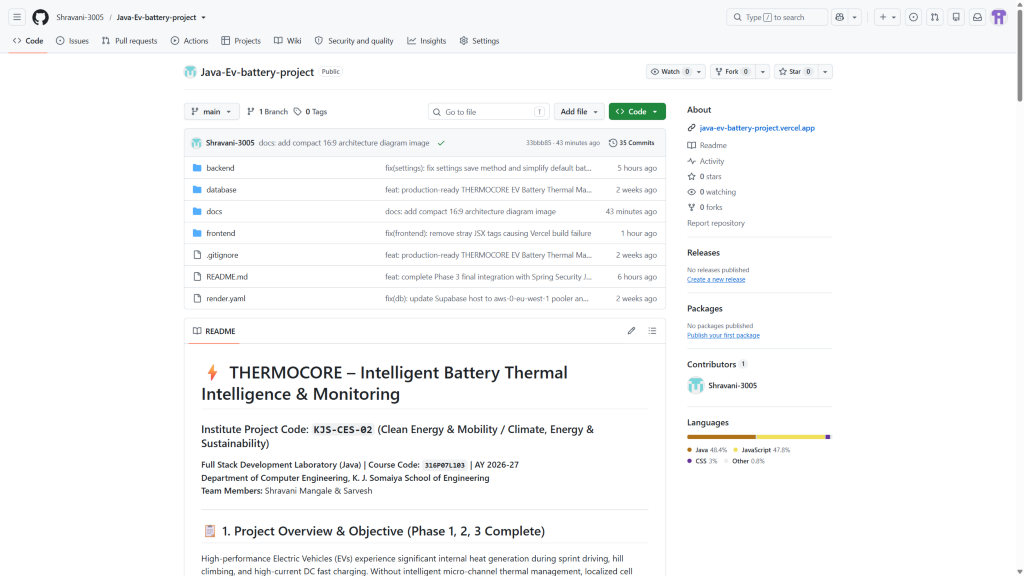 Shravani-3005 / Java-Ev-battery-project
Type / to search
Code Issues Pull requests Actions Projects Wiki Security and quality Insights Settings
Java-Ev-battery-project Public
Watch 0 Fork 0 Star 0
main 1 Branch 0 Tags Go to file T Add file Code
Shravani-3005 docs: add compact 16:9 architecture diagram image 33bbb85 · 43 minutes ago 35 Commits
backend fix(settings): fix settings save method and simplify default bat... 5 hours ago
database feat: production-ready THERMOCORE EV Battery Thermal Ma... 2 weeks ago
docs docs: add compact 16:9 architecture diagram image 43 minutes ago
frontend fix(frontend): remove stray JSX tags causing Vercel build failure 1 hour ago
.gitignore feat: production-ready THERMOCORE EV Battery Thermal Ma... 2 weeks ago
README.md feat: complete Phase 3 final integration with Spring Security J... 6 hours ago
render.yaml fix(db): update Supabase host to aws-0-eu-west-1 pooler an... 2 weeks ago
README
⚡ THERMOCORE – Intelligent Battery Thermal
Intelligence & Monitoring
Institute Project Code: KJS-CES-02 (Clean Energy & Mobility / Climate, Energy &
Sustainability)
Full Stack Development Laboratory (Java) | Course Code: 316P07L103 | AY 2026-27
Department of Computer Engineering, K. J. Somaiya School of Engineering
Team Members: Shravani Mangale & Sarvesh
📋 1. Project Overview & Objective (Phase 1, 2, 3 Complete)
High-performance Electric Vehicles (EVs) experience significant internal heat generation during sprint driving, hill
climbing, and high-current DC fast charging. Without intelligent micro-channel thermal management, localized cell
About
java-ev-battery-project.vercel.app
Readme
Activity
0 stars
0 watching
0 forks
Report repository
Releases
No releases published
Create a new release
Packages
No packages published
Publish your first package
Contributors 1
Shravani-3005
Languages
Java 48.4% JavaScript 47.8%
CSS 3% Other 0.8%